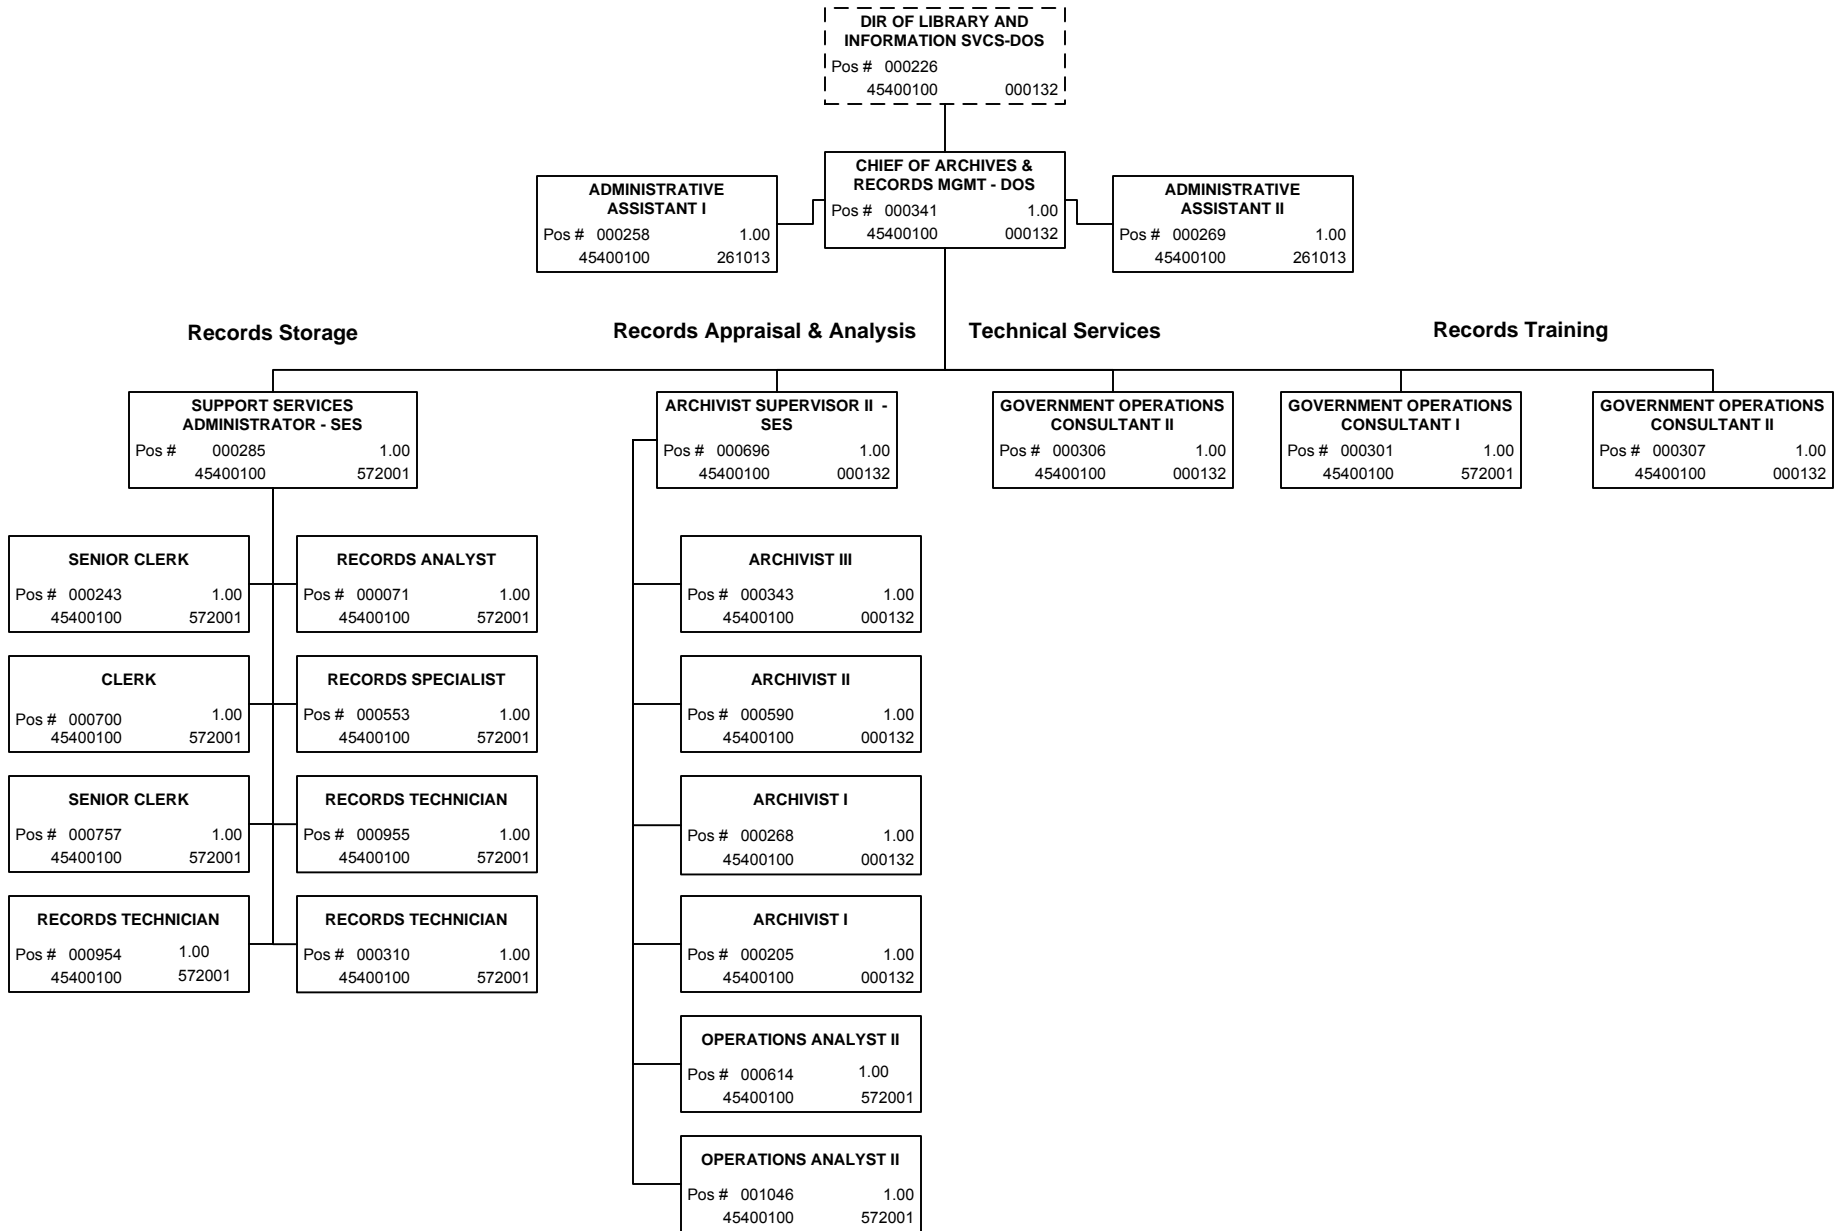 DIR OF LIBRARY AND
INFORMATION SVCS-DOS
Pos # 000226
45400100 000132
CHIEF OF ARCHIVES &
RECORDS MGMT - DOS
Pos # 000341 1.00
45400100 000132
ADMINISTRATIVE
ASSISTANT I
Pos # 000258 1.00
45400100 261013
ADMINISTRATIVE
ASSISTANT II
Pos # 000269 1.00
45400100 261013
Records Storage
Records Appraisal & Analysis
Technical Services
Records Training
SUPPORT SERVICES
ADMINISTRATOR - SES
Pos # 000285 1.00
45400100 572001
ARCHIVIST SUPERVISOR II -
SES
Pos # 000696 1.00
45400100 000132
GOVERNMENT OPERATIONS
CONSULTANT II
Pos # 000306 1.00
45400100 000132
GOVERNMENT OPERATIONS
CONSULTANT I
Pos # 000301 1.00
45400100 572001
GOVERNMENT OPERATIONS
CONSULTANT II
Pos # 000307 1.00
45400100 000132
SENIOR CLERK
Pos # 000243 1.00
45400100 572001
RECORDS ANALYST
Pos # 000071 1.00
45400100 572001
ARCHIVIST III
Pos # 000343 1.00
45400100 000132
CLERK
Pos # 000700 1.00
45400100 572001
RECORDS SPECIALIST
Pos # 000553 1.00
45400100 572001
ARCHIVIST II
Pos # 000590 1.00
45400100 000132
SENIOR CLERK
Pos # 000757 1.00
45400100 572001
RECORDS TECHNICIAN
Pos # 000955 1.00
45400100 572001
ARCHIVIST I
Pos # 000268 1.00
45400100 000132
RECORDS TECHNICIAN
Pos # 000954 1.00
45400100 572001
RECORDS TECHNICIAN
Pos # 000310 1.00
45400100 572001
ARCHIVIST I
Pos # 000205 1.00
45400100 000132
OPERATIONS ANALYST II
Pos # 000614 1.00
45400100 572001
OPERATIONS ANALYST II
Pos # 001046 1.00
45400100 572001